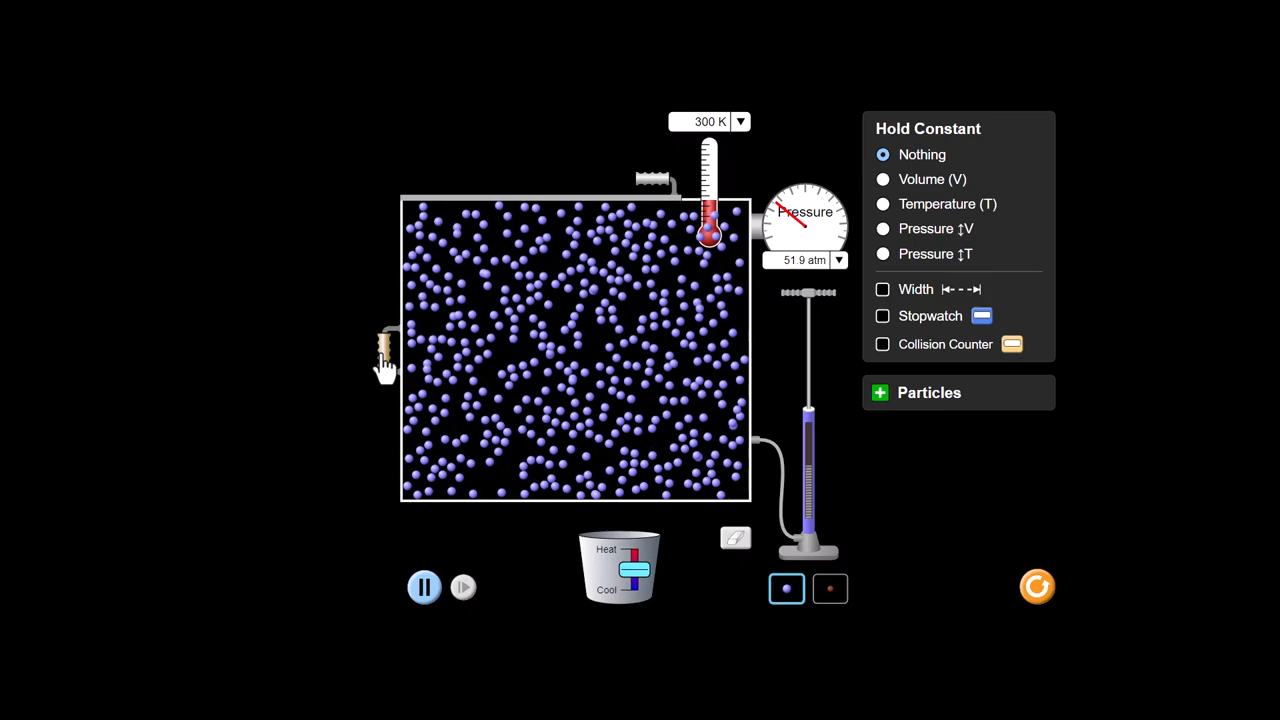 300 K
Pressure
51.9 atm
Hold Constant
Nothing
Volume (V)
Temperature (T)
Pressure ↕V
Pressure ↕T
Width
Stopwatch
Collision Counter
Particles
Heat
Cool